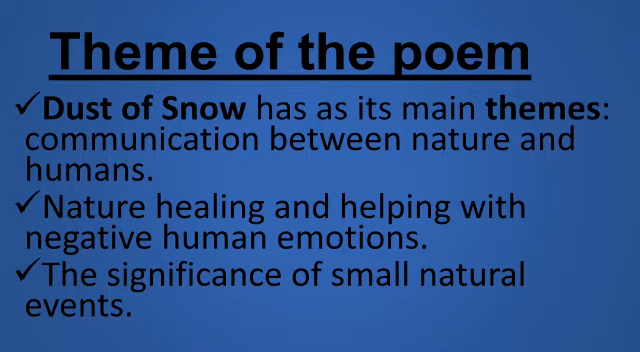 Theme of the poem
✓Dust of Snow has as its main themes:
communication between nature and
humans.
✓Nature healing and helping with
negative human emotions.
✓The significance of small natural
events.